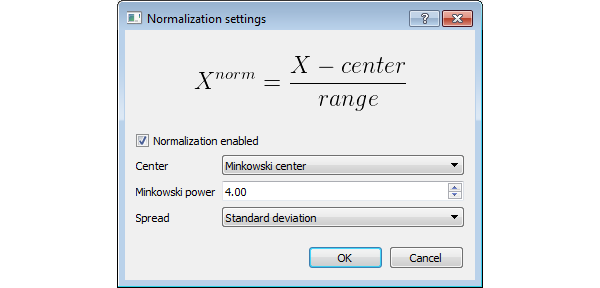 Normalization settings
X^{norm} = \frac{X - center}{range}
Normalization enabled
Center Minkowski center
Minkowski power 4.00
Spread Standard deviation
OK Cancel